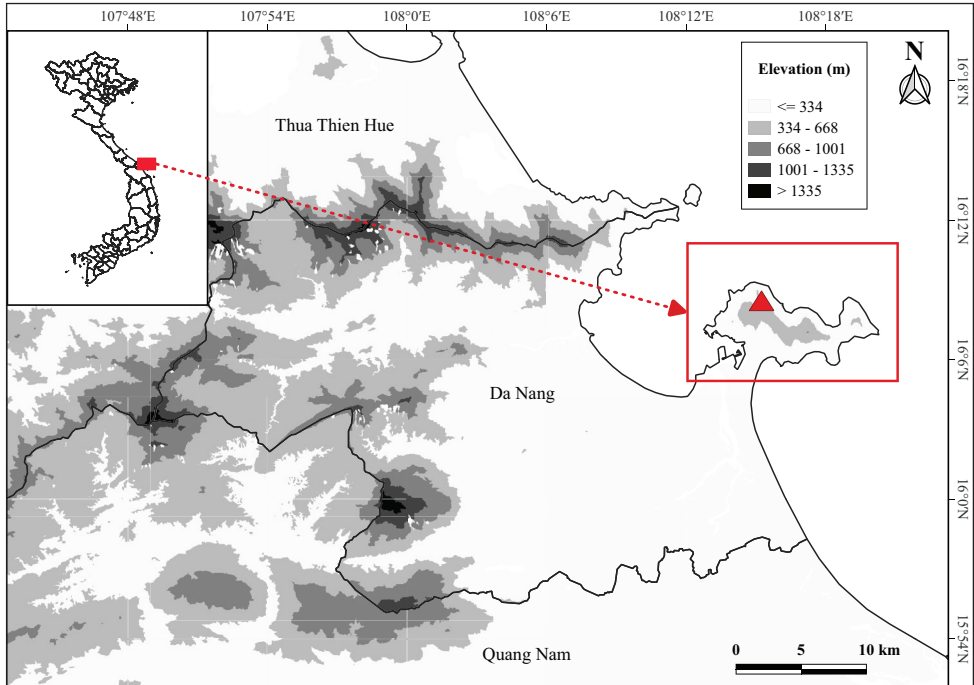 107°48'E
107°54'E
108°0'E
108°6'E
108°12'E
108°18'E
Elevation (m)
<= 334
334 - 668
668 - 1001
1001 - 1335
> 1335
N
Thua Thien Hue
Da Nang
Quang Nam
16°18'N
16°12'N
16°6'N
16°0'N
15°54'N
0 5 10 km